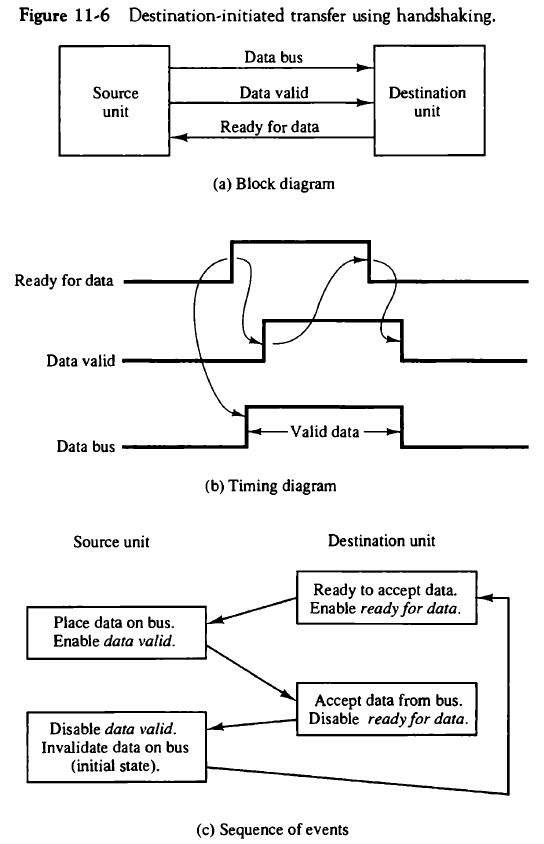 Figure 11-6 Destination-initiated transfer using handshaking.
Data bus
Source
unit
Data valid
Destination
unit
Ready for data
(a) Block diagram
Ready for data
Data valid
Valid data
Data bus
(b) Timing diagram
Source unit
Destination unit
Ready to accept data.
Enable ready for data.
Place data on bus.
Enable data valid.
Accept data from bus.
Disable ready for data.
Disable data valid.
Invalidate data on bus
(initial state).
(c) Sequence of events